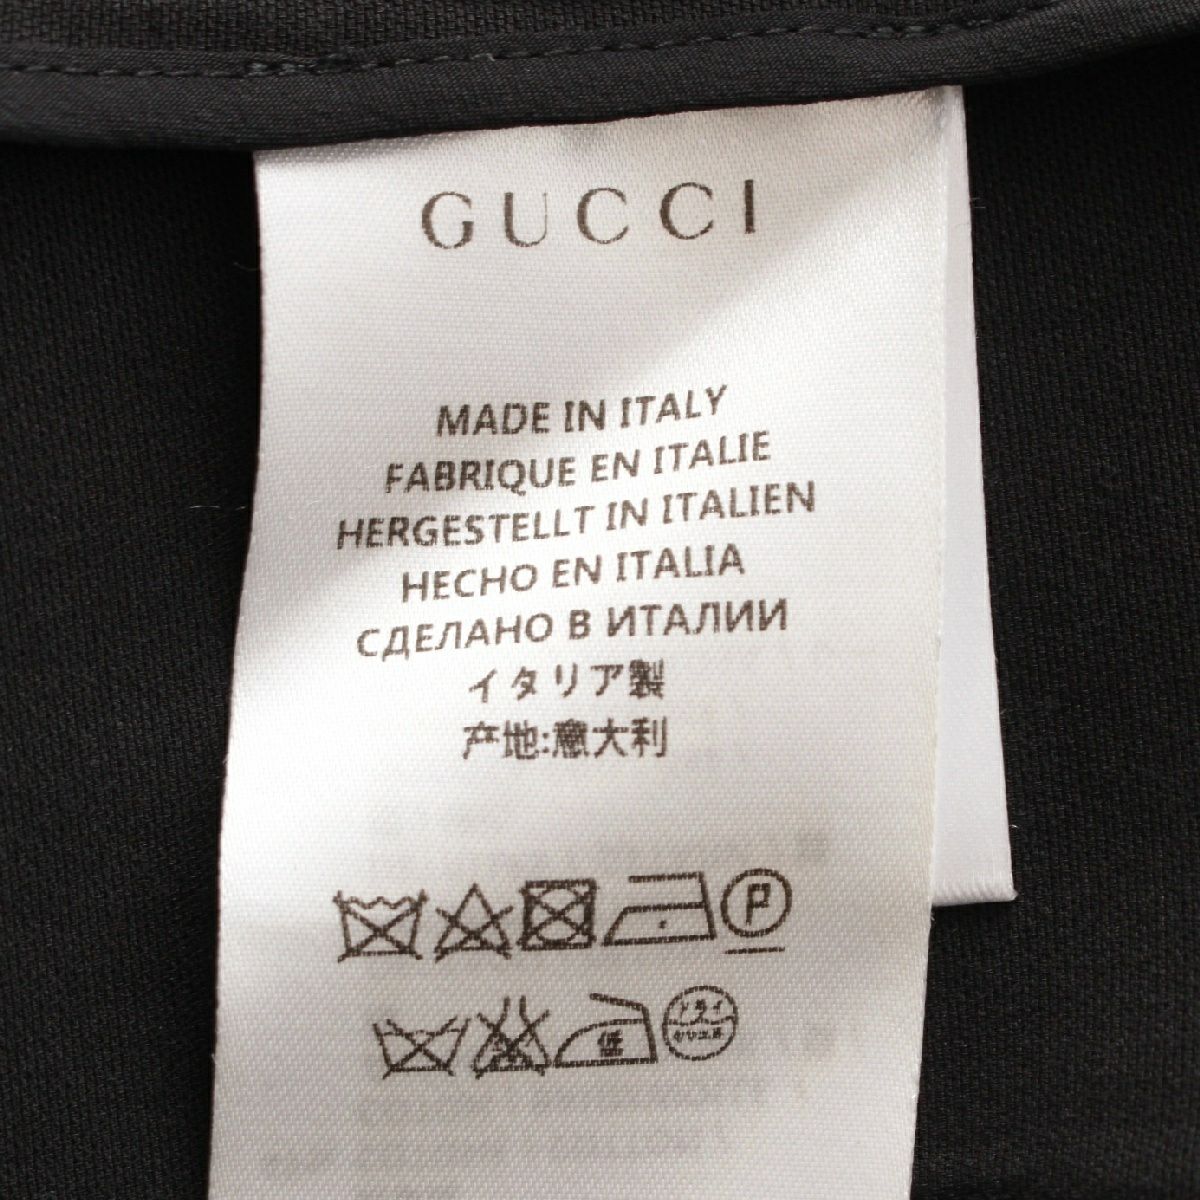 GUCCI
MADE IN ITALY
FABRIQUE EN ITALIE
HERGESTELLT IN ITALIEN
HECHO EN ITALIA
СДЕЛАНО В ИТАЛИИ
イタリア製
产地:意大利
P
低
ドライ